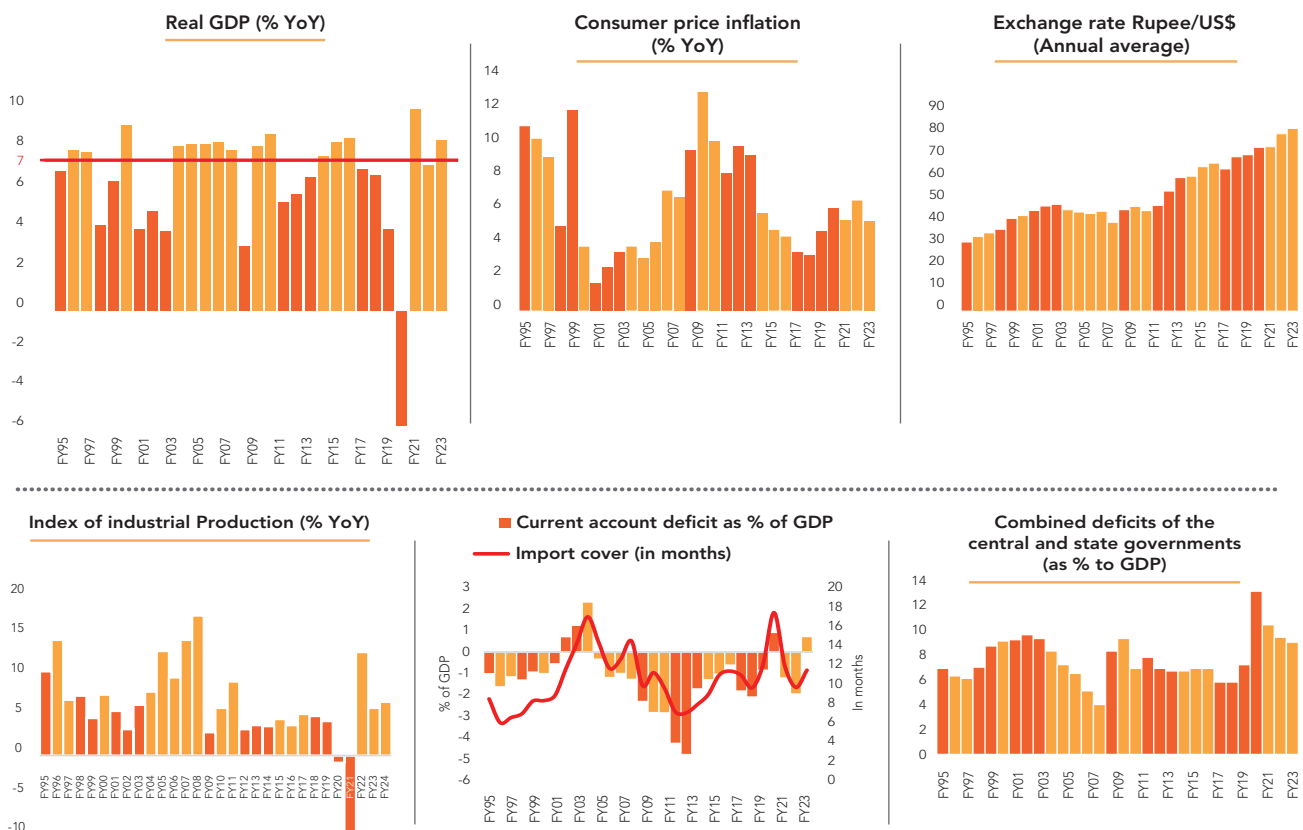 Real GDP (% YoY)
10
8
7
6
4
2
0
-2
-4
-6
FY95
FY97
FY99
FY01
FY03
FY05
FY07
FY09
FY11
FY13
FY15
FY17
FY19
FY21
FY23
Consumer price inflation
(% YoY)
14
12
10
8
6
4
2
0
FY95
FY97
FY99
FY01
FY03
FY05
FY07
FY09
FY11
FY13
FY15
FY17
FY19
FY21
FY23
Exchange rate Rupee/US$
(Annual average)
90
80
70
60
50
40
30
20
10
0
FY95
FY97
FY99
FY01
FY03
FY05
FY07
FY09
FY11
FY13
FY15
FY17
FY19
FY21
FY23
Index of industrial Production (% YoY)
20
15
10
5
0
-5
-10
FY95
FY96
FY97
FY98
FY99
FY00
FY01
FY02
FY03
FY04
FY05
FY06
FY07
FY08
FY09
FY10
FY11
FY12
FY13
FY14
FY15
FY16
FY17
FY18
FY19
FY20
FY21
FY22
FY23
FY24
Current account deficit as % of GDP
Import cover (in months)
% of GDP
3
2
1
0
-1
-2
-3
-4
-5
-6
20
18
16
14
12
10
8
6
4
2
0
In months
FY95
FY97
FY99
FY01
FY03
FY05
FY07
FY09
FY11
FY13
FY15
FY17
FY19
FY21
FY23
Combined deficits of the
central and state governments
(as % to GDP)
14
12
10
8
6
4
2
0
FY95
FY97
FY99
FY01
FY03
FY05
FY07
FY09
FY11
FY13
FY15
FY17
FY19
FY21
FY23